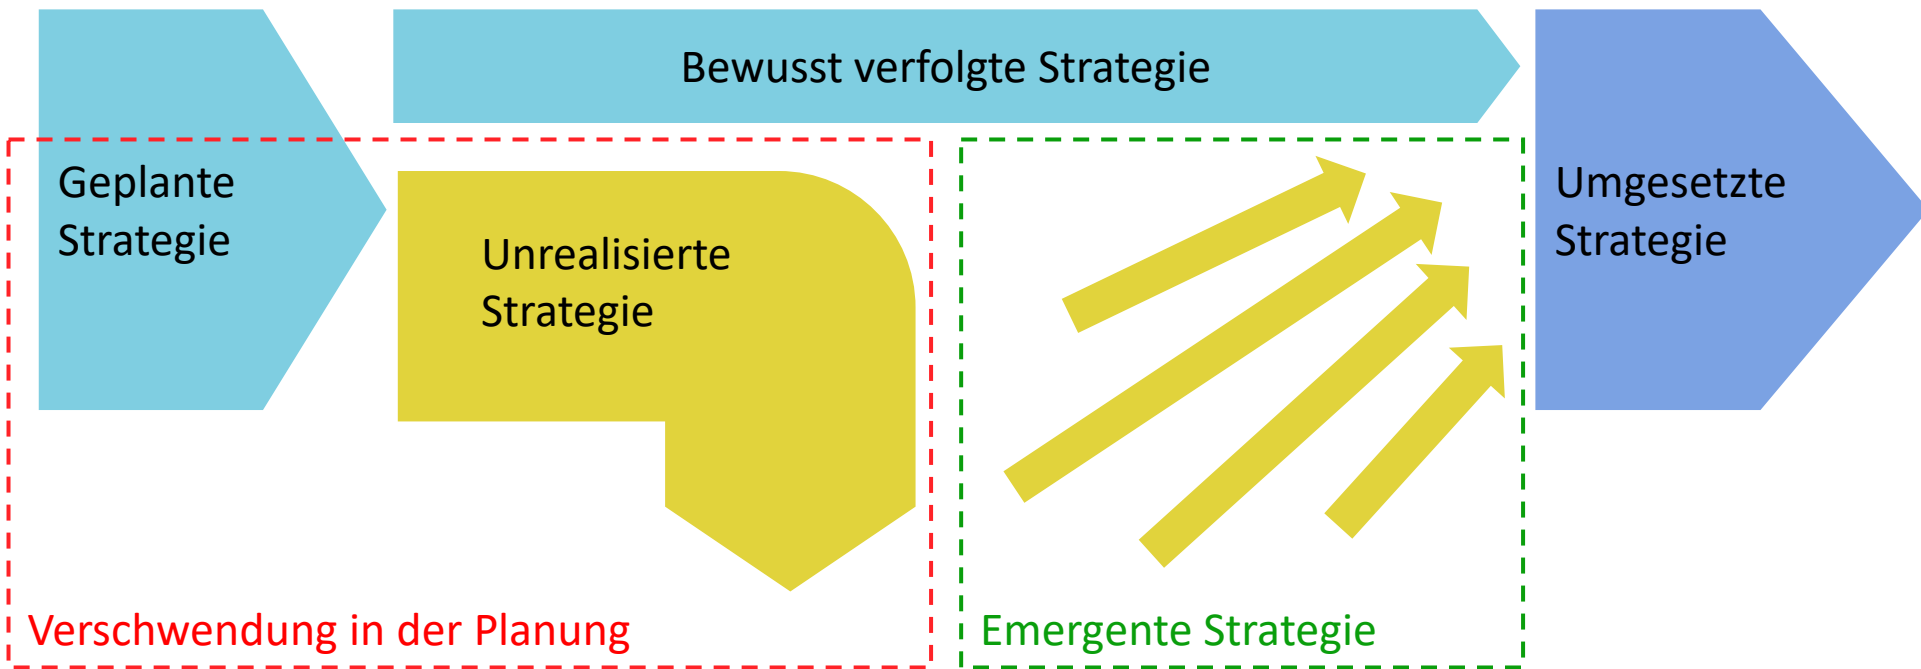 Bewusst verfolgte Strategie
Geplante
Strategie
Unrealisierte
Strategie
Umgesetzte
Strategie
Verschwendung in der Planung
Emergente Strategie